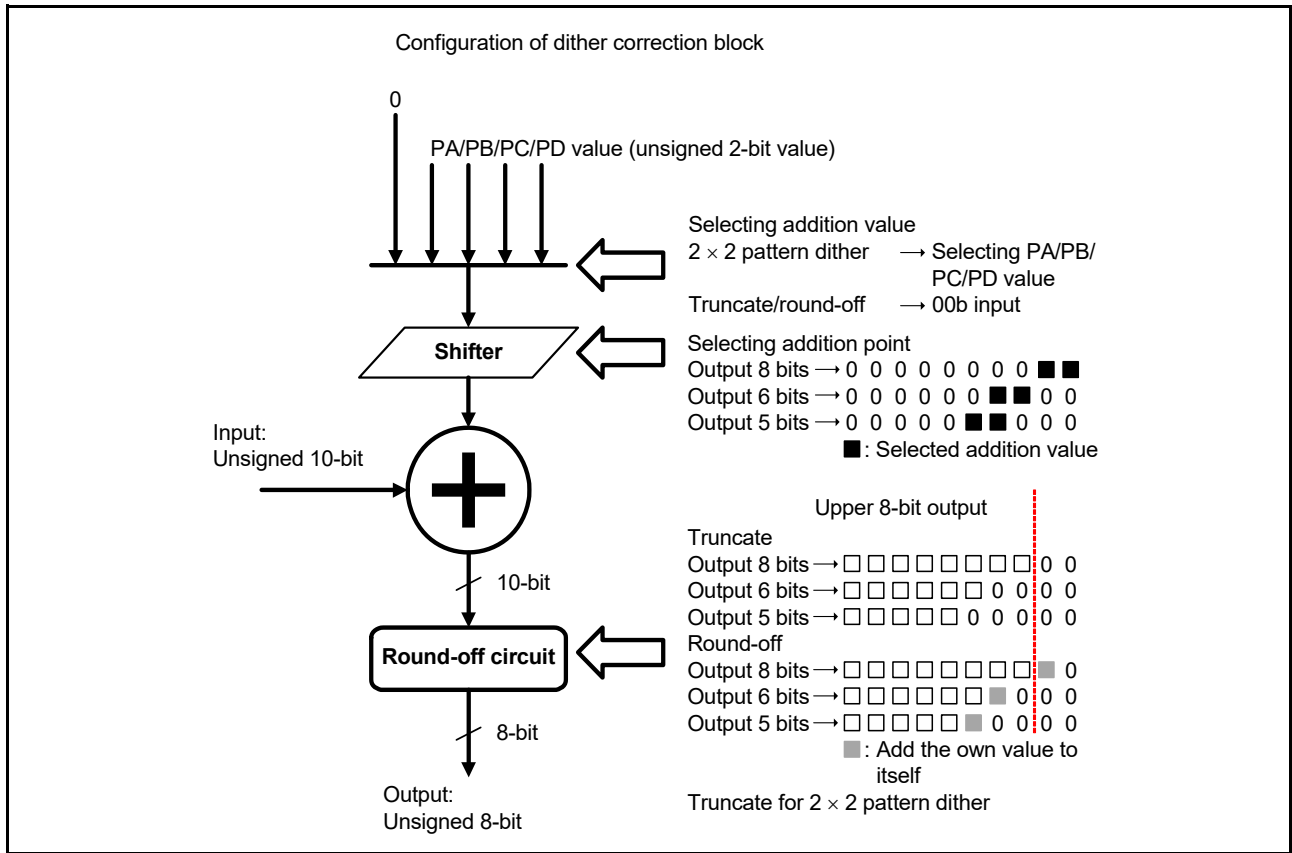 Configuration of dither correction block
0
PA/PB/PC/PD value (unsigned 2-bit value)
Selecting addition value
2 × 2 pattern dither → Selecting PA/PB/
PC/PD value
Truncate/round-off → 00b input
Shifter
Selecting addition point
Output 8 bits → 0 0 0 0 0 0 0 0 ■ ■
Output 6 bits → 0 0 0 0 0 0 ■ ■ 0 0
Output 5 bits → 0 0 0 0 0 ■ ■ 0 0 0
■ : Selected addition value
Input:
Unsigned 10-bit
Upper 8-bit output
Truncate
Output 8 bits → □ □ □ □ □ □ □ □ 0 0
Output 6 bits → □ □ □ □ □ □ 0 0 0 0
Output 5 bits → □ □ □ □ □ 0 0 0 0 0
10-bit
Round-off circuit
Round-off
Output 8 bits → □ □ □ □ □ □ □ □ ■ 0
Output 6 bits → □ □ □ □ □ □ ■ 0 0 0
Output 5 bits → □ □ □ □ □ ■ 0 0 0 0
■ : Add the own value to
itself
8-bit
Truncate for 2 × 2 pattern dither
Output:
Unsigned 8-bit